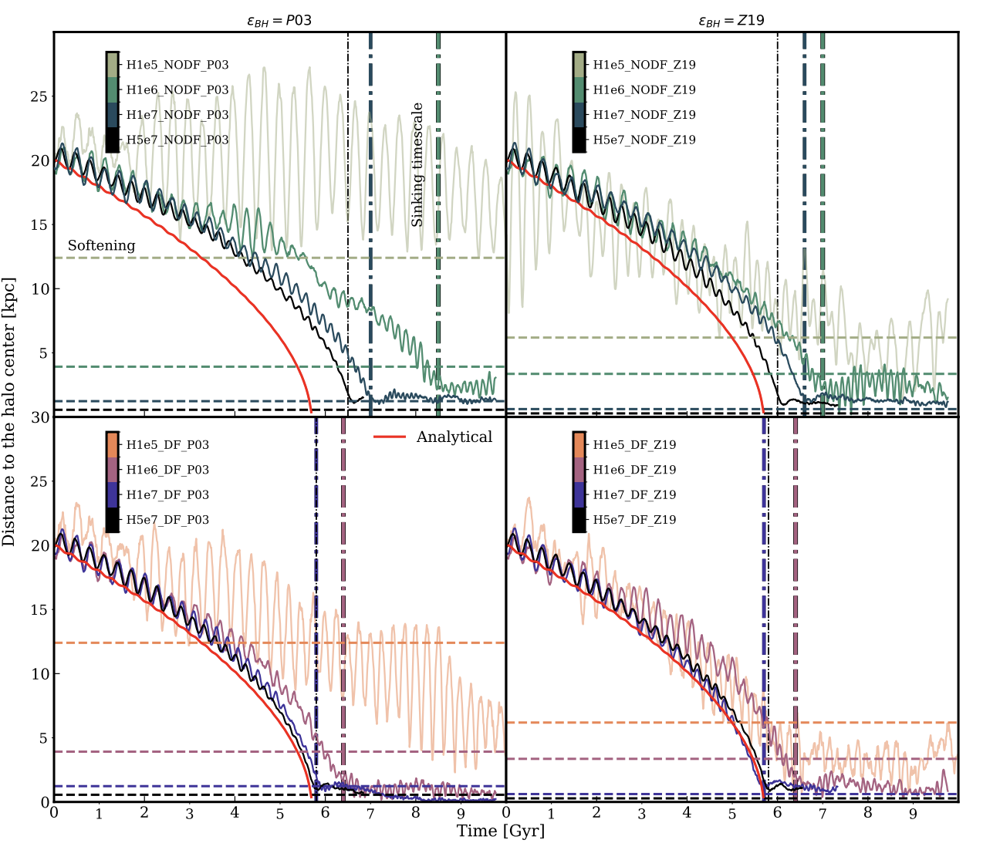 ε_BH = P03
ε_BH = Z19
H1e5_NODF_P03
H1e6_NODF_P03
H1e7_NODF_P03
H5e7_NODF_P03
H1e5_NODF_Z19
H1e6_NODF_Z19
H1e7_NODF_Z19
H5e7_NODF_Z19
Sinking timescale
Softening
25
20
15
10
5
30
H1e5_DF_P03
H1e6_DF_P03
H1e7_DF_P03
H5e7_DF_P03
Analytical
H1e5_DF_Z19
H1e6_DF_Z19
H1e7_DF_Z19
H5e7_DF_Z19
25
20
15
10
5
0
Distance to the halo center [kpc]
0 1 2 3 4 5 6 7 8 9 0 1 2 3 4 5 6 7 8 9
Time [Gyr]